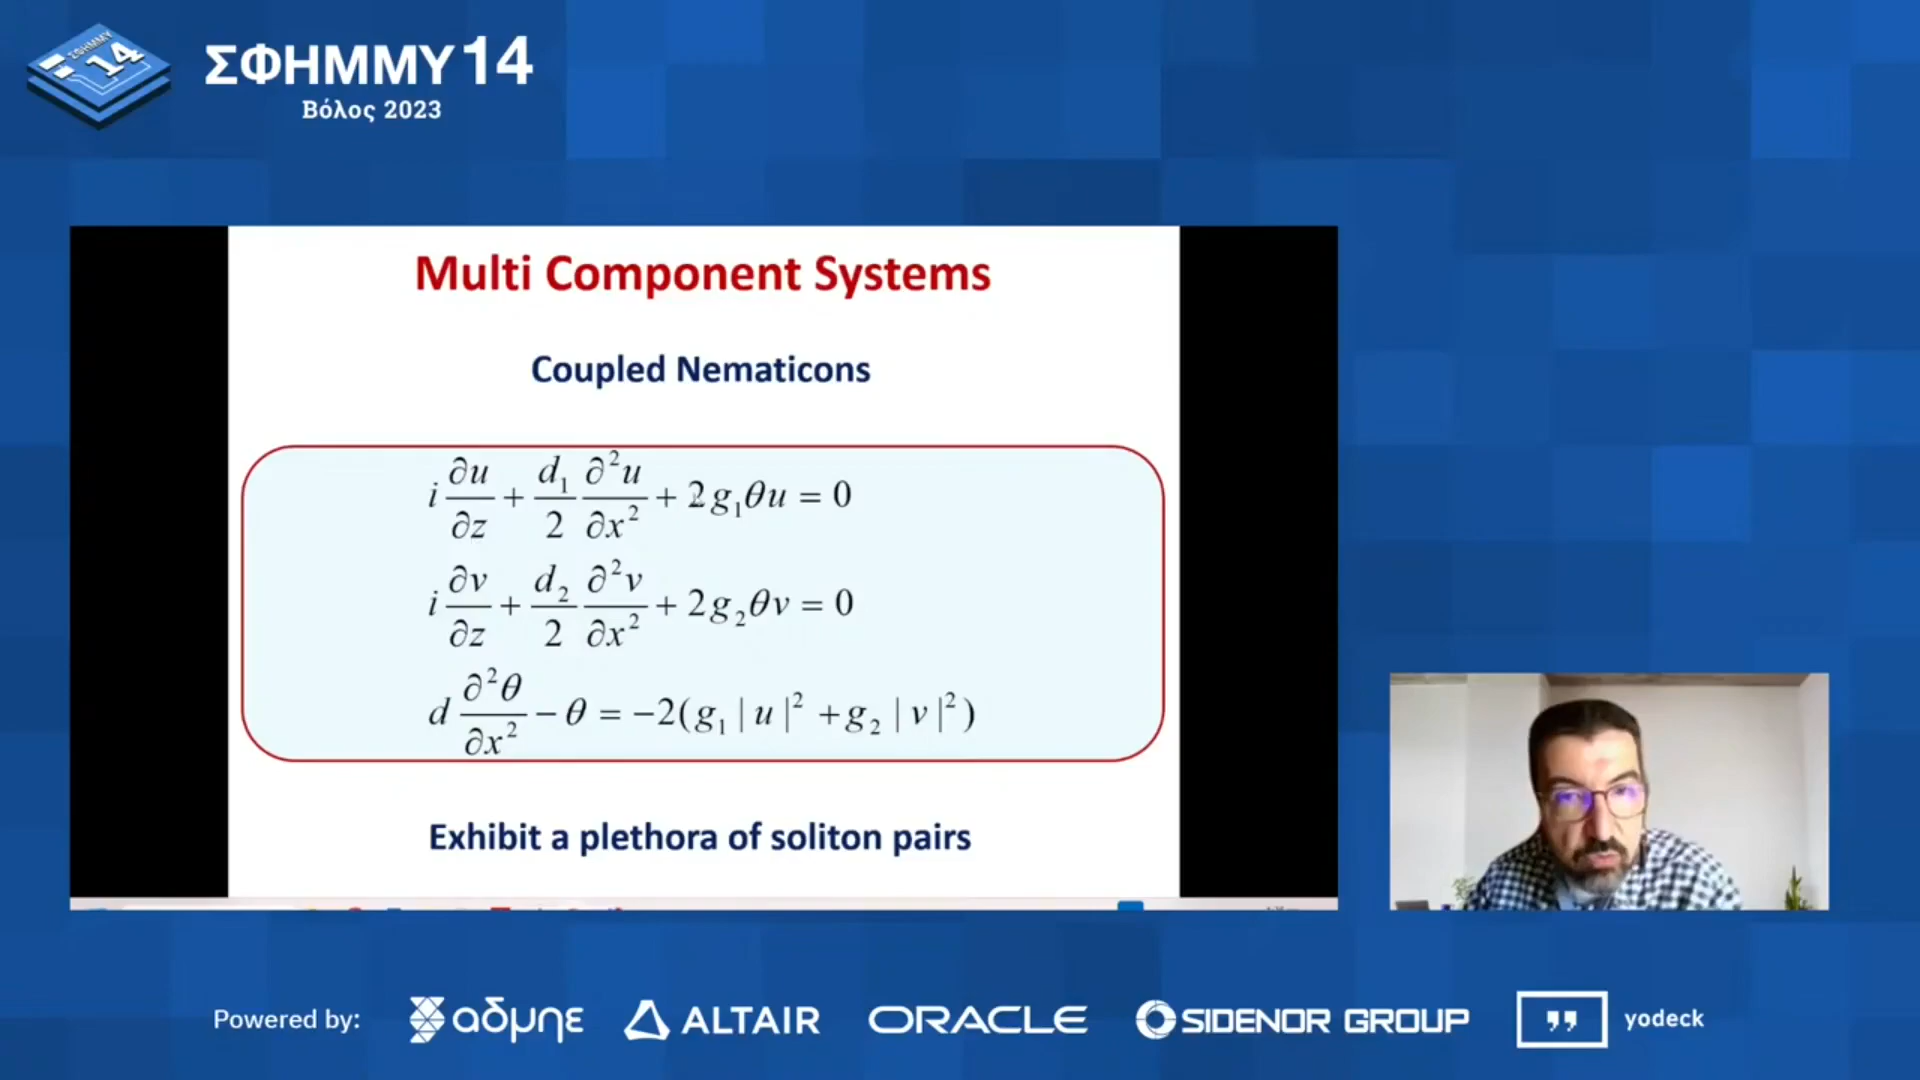 ΣΦΗΜΜΥ 14
ΣΦΗΜΜΥ14
Βόλος 2023
Multi Component Systems
Coupled Nematicons
i ∂u/∂z + d₁/2 ∂²u/∂x² + 2g₁θu = 0
i ∂v/∂z + d₂/2 ∂²v/∂x² + 2g₂θv = 0
d ∂²θ/∂x² − θ = −2(g₁|u|² + g₂|v|²)
Exhibit a plethora of soliton pairs
Powered by: αδμηε ALTAIR ORACLE SIDENOR GROUP yodeck